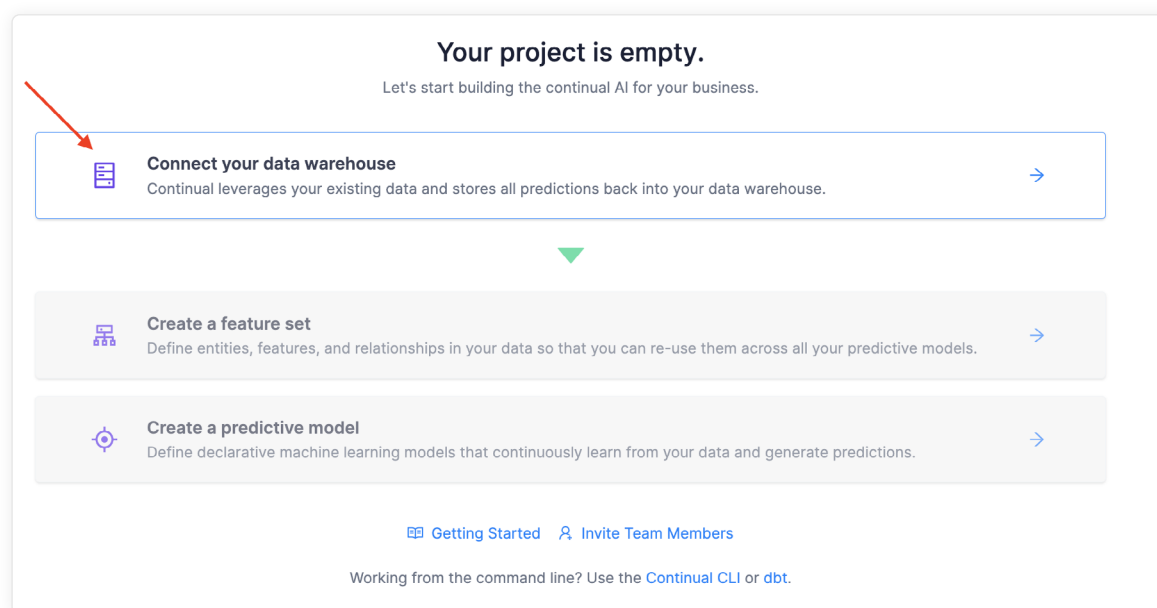 Your project is empty.
Let's start building the continual AI for your business.
Connect your data warehouse
Continual leverages your existing data and stores all predictions back into your data warehouse.
Create a feature set
Define entities, features, and relationships in your data so that you can re-use them across all your predictive models.
Create a predictive model
Define declarative machine learning models that continuously learn from your data and generate predictions.
Getting Started Invite Team Members
Working from the command line? Use the Continual CLI or dbt.